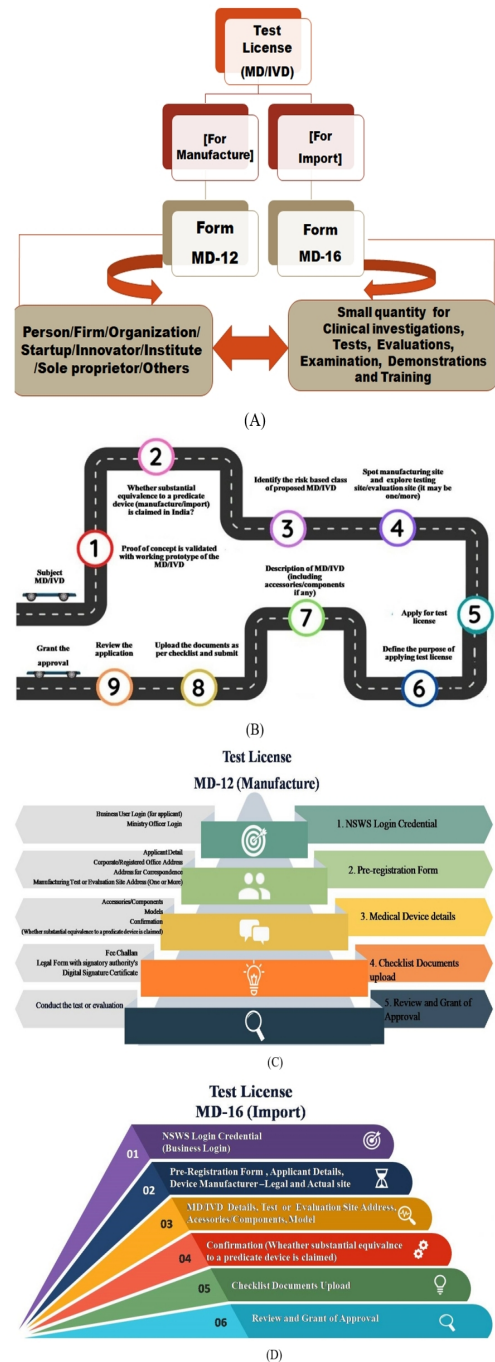 Test
License
(MD/IVD)
[For
Manufacture]
[For
Import]
Form
MD-12
Form
MD-16
Person/Firm/Organization/
Startup/Innovator/Institute
/Sole proprietor/Others
Small quantity for
Clinical investigations,
Tests, Evaluations,
Examination, Demonstrations
and Training
(A)
2
Whether substantial
equivalence to a predicate
device (manufacture/import)
is claimed in India?
Identify the risk based class
of proposed MD/IVD
Spot manufacturing site
and explore testing
site/evaluation site (it may be
one/more)
3
4
1
Proof of concept is validated
with working prototype of the
MD/IVD
Subject
MD/IVD
Description of MD/IVD
(including
accessories/components
if any)
7
Apply for test
license
5
Grant the
approval
Review the
application
Upload the documents as
per checklist and submit
Define the purpose of
applying test license
9
8
6
(B)
Test License
MD-12 (Manufacture)
Business User Login (for applicant)
Ministry Officer Login
1. NSWS Login Credential
Applicant Detail
Corporate/Registered Office Address
Address for Correspondence
Manufacturing Test or Evaluation Site Address (One or More)
2. Pre-registration Form
Accessories/Components
Models
Confirmation
(Whether substantial equivalence to a predicate device is claimed)
3. Medical Device details
Fee Challan
Legal Form with signatory authority's
Digital Signature Certificate
4. Checklist Documents
upload
Conduct the test or evaluation
5. Review and Grant of
Approval
(C)
Test License
MD-16 (Import)
01
NSWS Login Credential
(Business Login)
02
Pre-Registration Form , Applicant Details,
Device Manufacturer –Legal and Actual site
03
MD/IVD Details, Test or Evaluation Site Address,
Acessories/Components, Model
04
Confirmation (Wheather substantial equivalnce
to a predicate device is claimed)
05
Checklist Documents Upload
06
Review and Grant of Approval
(D)